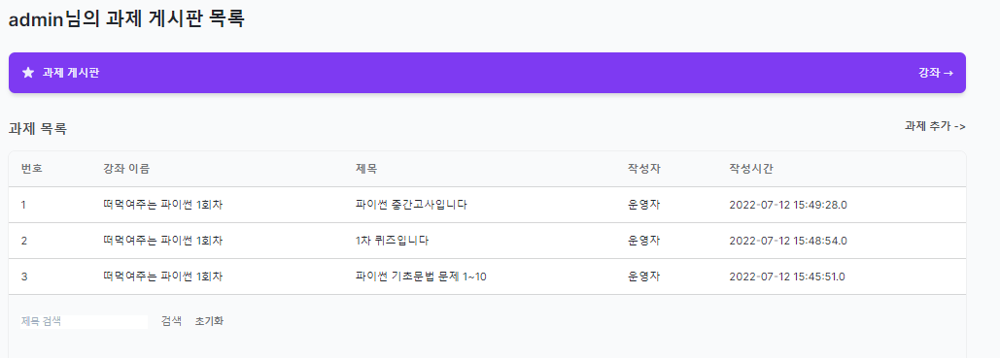 admin님의 과제 게시판 목록
★ 과제 게시판 강좌 →
과제 목록 과제 추가 ->
번호 강좌 이름 제목 작성자 작성시간
1 떠먹여주는 파이썬 1회차 파이썬 중간고사입니다 운영자 2022-07-12 15:49:28.0
2 떠먹여주는 파이썬 1회차 1차 퀴즈입니다 운영자 2022-07-12 15:48:54.0
3 떠먹여주는 파이썬 1회차 파이썬 기초문법 문제 1~10 운영자 2022-07-12 15:45:51.0
제목 검색 검색 초기화